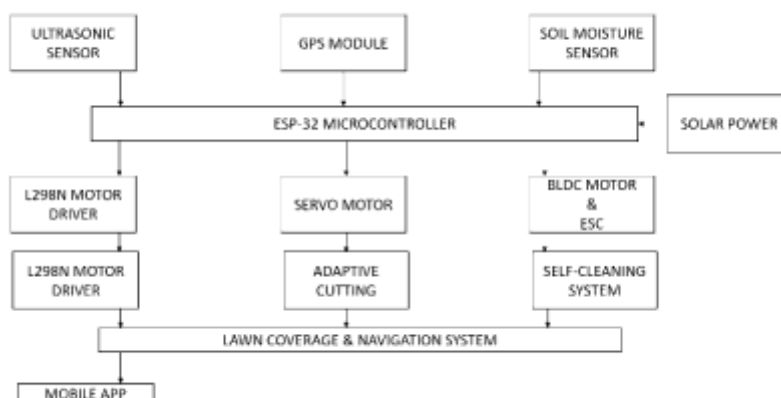 ULTRASONIC
SENSOR
GPS MODULE
SOIL MOISTURE
SENSOR
ESP-32 MICROCONTROLLER
SOLAR POWER
L298N MOTOR
DRIVER
SERVO MOTOR
BLDC MOTOR
&
ESC
L298N MOTOR
DRIVER
ADAPTIVE
CUTTING
SELF-CLEANING
SYSTEM
LAWN COVERAGE & NAVIGATION SYSTEM
MOBILE APP